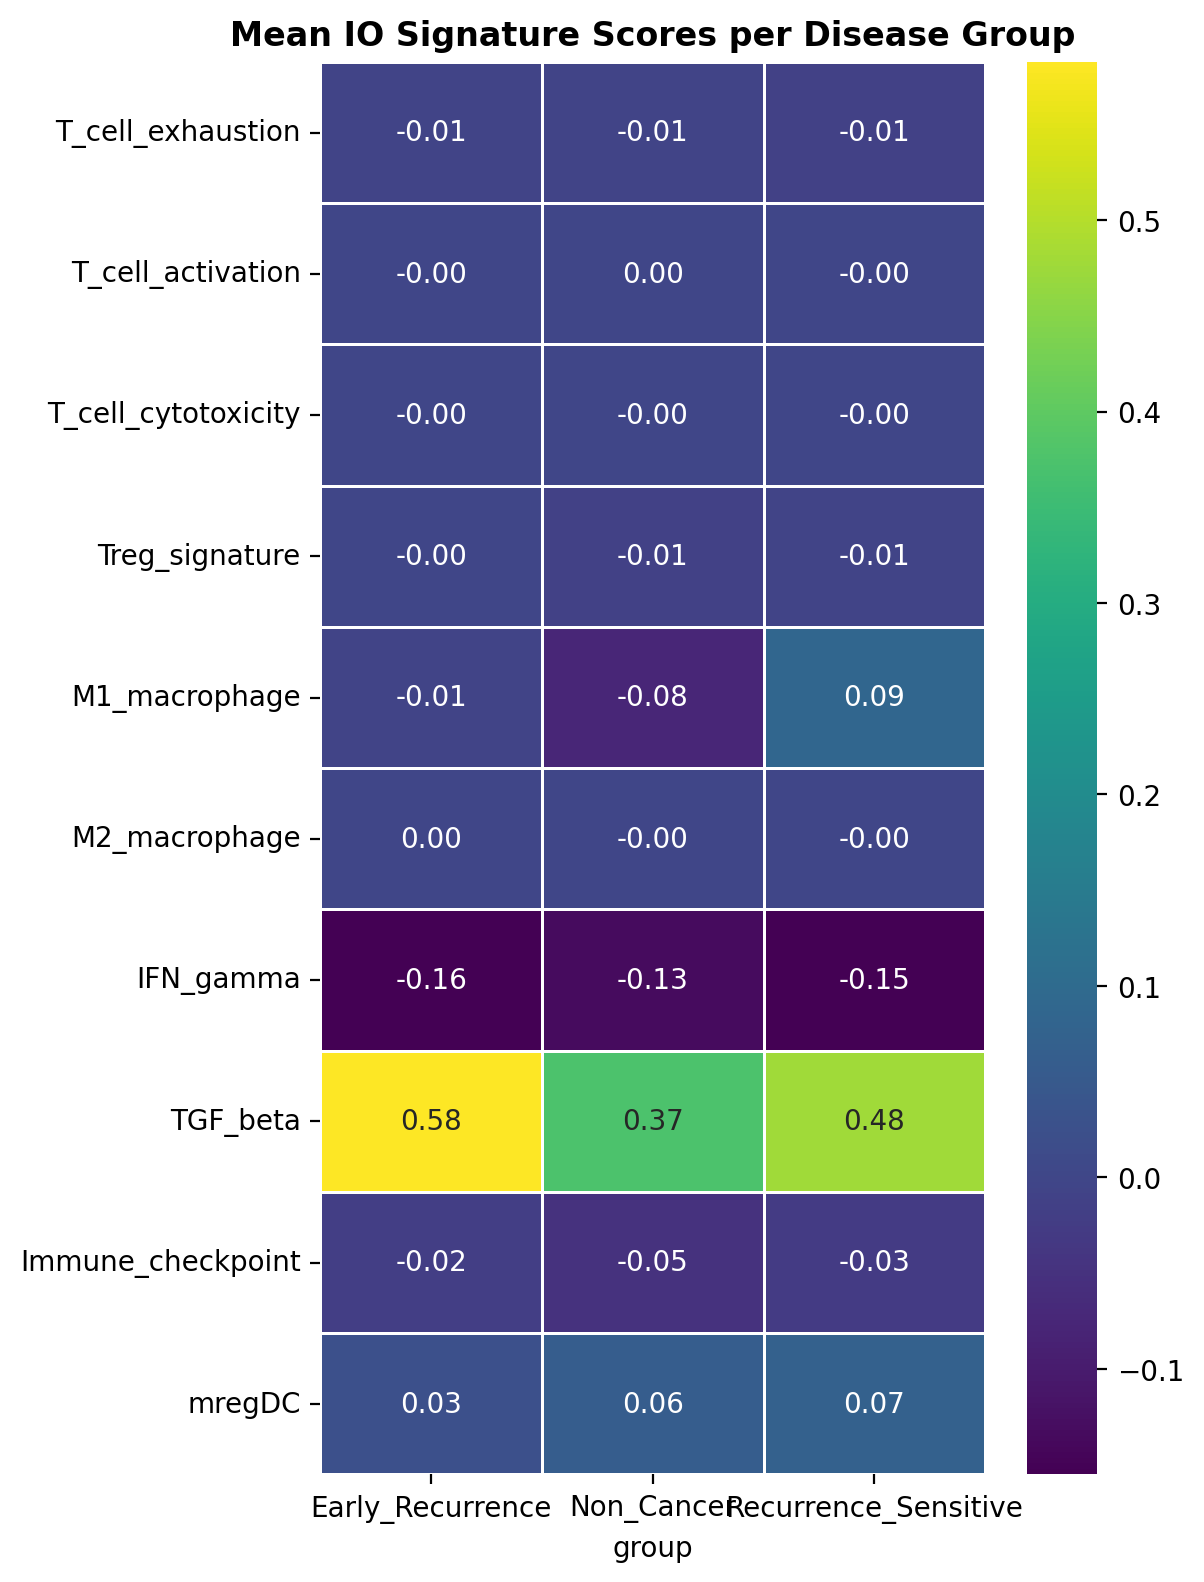 Mean IO Signature Scores per Disease Group
T_cell_exhaustion -0.01 -0.01 -0.01
0.5
T_cell_activation -0.00 0.00 -0.00
0.4
T_cell_cytotoxicity -0.00 -0.00 -0.00
Treg_signature -0.00 -0.01 -0.01
0.3
M1_macrophage -0.01 -0.08 0.09
0.2
M2_macrophage 0.00 -0.00 -0.00
IFN_gamma -0.16 -0.13 -0.15
0.1
TGF_beta 0.58 0.37 0.48
0.0
Immune_checkpoint -0.02 -0.05 -0.03
−0.1
mregDC 0.03 0.06 0.07
Early_Recurrence Non_Cancer Recurrence_Sensitive
group